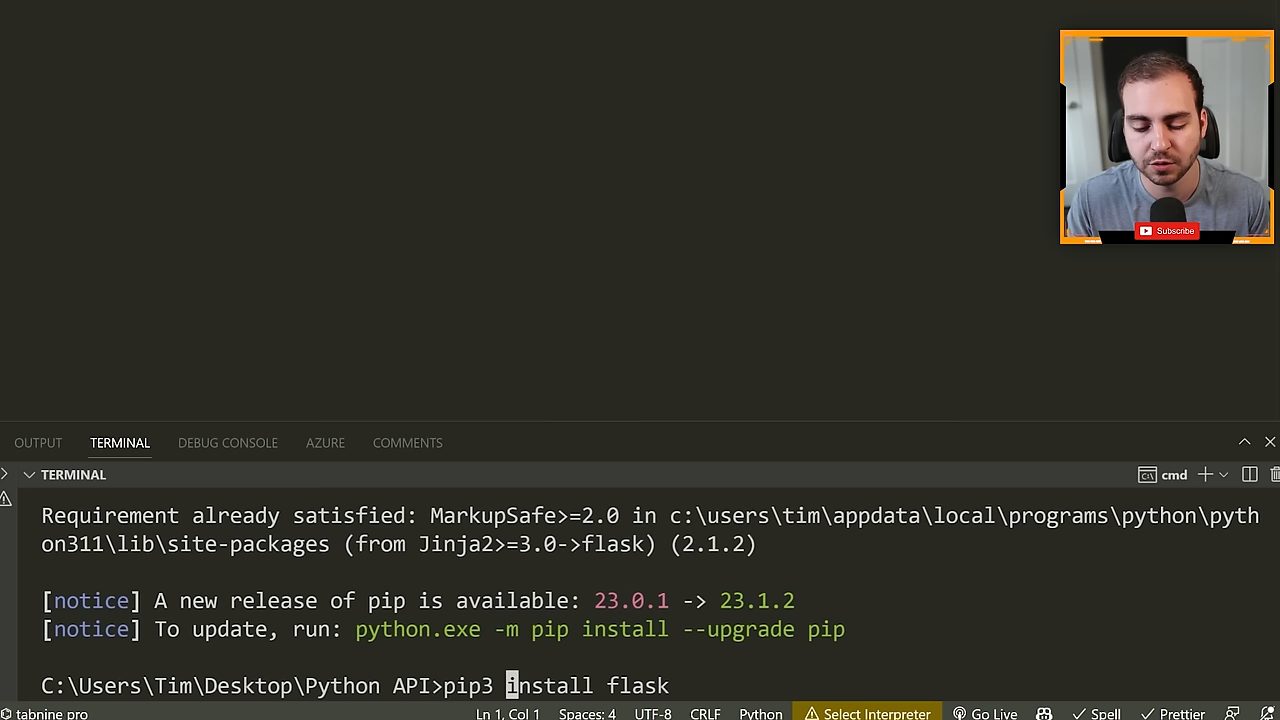 Subscribe
OUTPUT TERMINAL DEBUG CONSOLE AZURE COMMENTS
TERMINAL cmd
Requirement already satisfied: MarkupSafe>=2.0 in c:\users\tim\appdata\local\programs\python\pyth
on311\lib\site-packages (from Jinja2>=3.0->flask) (2.1.2)
[notice] A new release of pip is available: 23.0.1 -> 23.1.2
[notice] To update, run: python.exe -m pip install --upgrade pip
C:\Users\Tim\Desktop\Python API>pip3 install flask
tabnine pro Ln 1, Col 1 Spaces: 4 UTF-8 CRLF Python Select Interpreter Go Live Spell Prettier